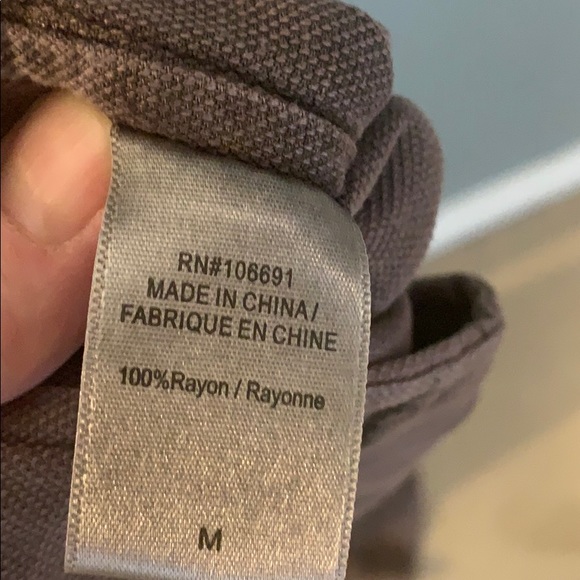 RN#106691
MADE IN CHINA/
FABRIQUE EN CHINE
100%Rayon / Rayonne
M